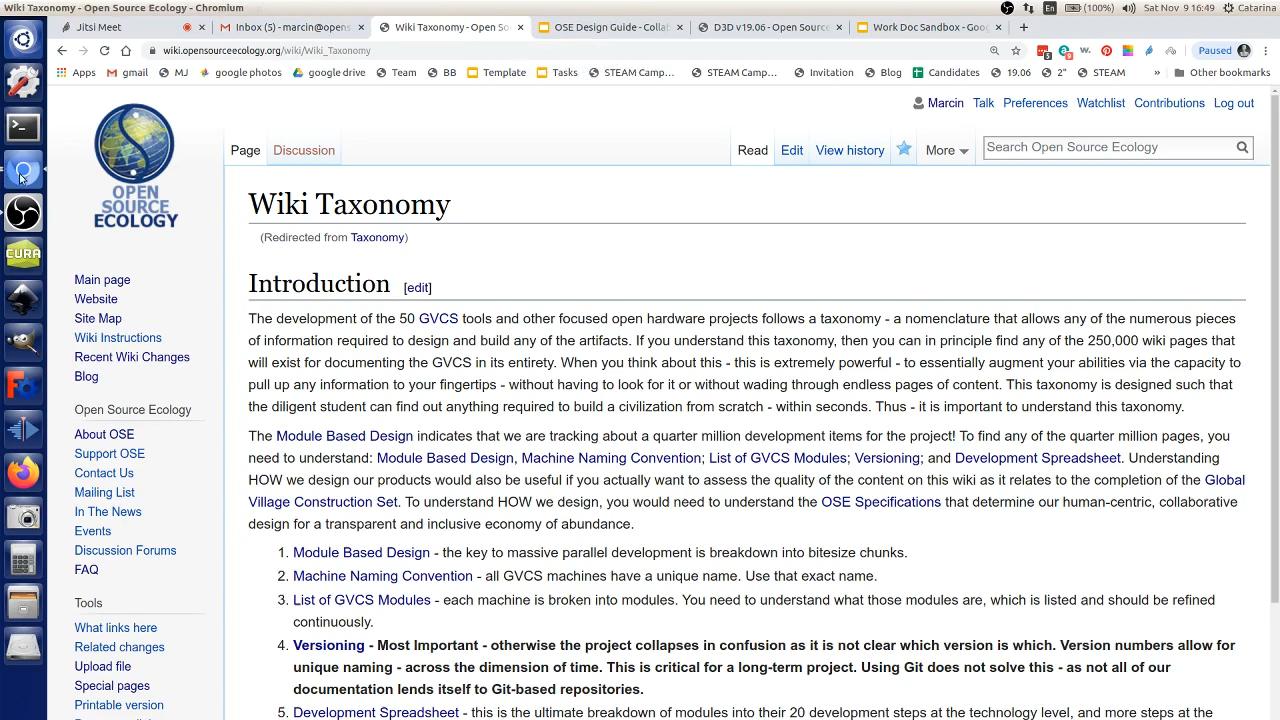 Wiki Taxonomy - Open Source Ecology - Chromium
En
(100%)
Sat Nov 9 16:49
Catarina
Jitsi Meet
Inbox (5) - marcin@opens
Wiki Taxonomy - Open So
OSE Design Guide - Collab
D3D v19.06 - Open Source
Work Doc Sandbox - Goog
wiki.opensourceecology.org/wiki/Wiki_Taxonomy
Paused
Apps
gmail
MJ
google photos
google drive
Team
BB
Template
Tasks
STEAM Camp...
STEAM Camp...
Invitation
Blog
Candidates
19.06
2"
STEAM
»
Other bookmarks
Marcin Talk Preferences Watchlist Contributions Log out
Page Discussion
Read Edit View history More
Search Open Source Ecology
OPEN
SOURCE
ECOLOGY
CURA
Main page
Website
Site Map
Wiki Instructions
Recent Wiki Changes
Blog
Open Source Ecology
About OSE
Support OSE
Contact Us
Mailing List
In The News
Events
Discussion Forums
FAQ
Tools
What links here
Related changes
Upload file
Special pages
Printable version
Wiki Taxonomy
(Redirected from Taxonomy)
Introduction [edit]
The development of the 50 GVCS tools and other focused open hardware projects follows a taxonomy - a nomenclature that allows any of the numerous pieces
of information required to design and build any of the artifacts. If you understand this taxonomy, then you can in principle find any of the 250,000 wiki pages that
will exist for documenting the GVCS in its entirety. When you think about this - this is extremely powerful - to essentially augment your abilities via the capacity to
pull up any information to your fingertips - without having to look for it or without wading through endless pages of content. This taxonomy is designed such that
the diligent student can find out anything required to build a civilization from scratch - within seconds. Thus - it is important to understand this taxonomy.
The Module Based Design indicates that we are tracking about a quarter million development items for the project! To find any of the quarter million pages, you
need to understand: Module Based Design, Machine Naming Convention; List of GVCS Modules; Versioning; and Development Spreadsheet. Understanding
HOW we design our products would also be useful if you actually want to assess the quality of the content on this wiki as it relates to the completion of the Global
Village Construction Set. To understand HOW we design, you would need to understand the OSE Specifications that determine our human-centric, collaborative
design for a transparent and inclusive economy of abundance.
1. Module Based Design - the key to massive parallel development is breakdown into bitesize chunks.
2. Machine Naming Convention - all GVCS machines have a unique name. Use that exact name.
3. List of GVCS Modules - each machine is broken into modules. You need to understand what those modules are, which is listed and should be refined
continuously.
4. Versioning - Most Important - otherwise the project collapses in confusion as it is not clear which version is which. Version numbers allow for
unique naming - across the dimension of time. This is critical for a long-term project. Using Git does not solve this - as not all of our
documentation lends itself to Git-based repositories.
5. Development Spreadsheet - this is the ultimate breakdown of modules into their 20 development steps at the technology level, and more steps at the